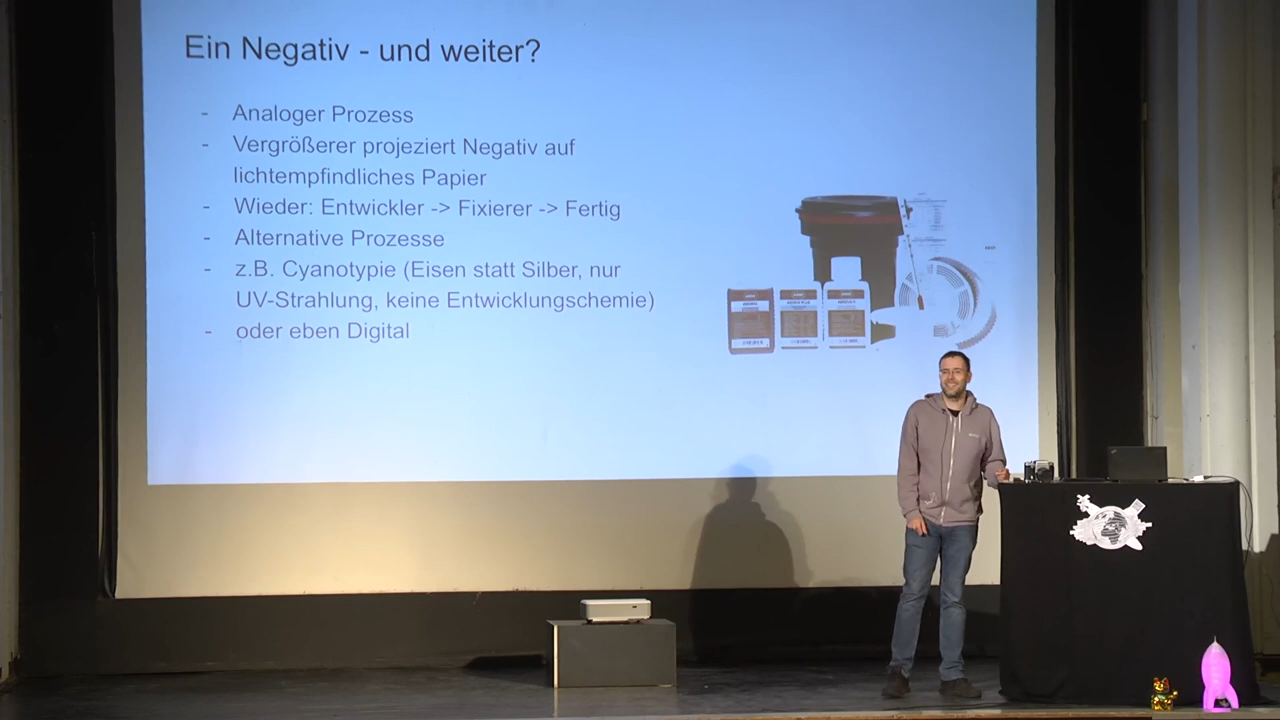 Ein Negativ - und weiter?
- Analoger Prozess
- Vergrößerer projeziert Negativ auf
lichtempfindliches Papier
- Wieder: Entwickler -> Fixierer -> Fertig
- Alternative Prozesse
- z.B. Cyanotypie (Eisen statt Silber, nur
UV-Strahlung, keine Entwicklungschemie)
- oder eben Digital